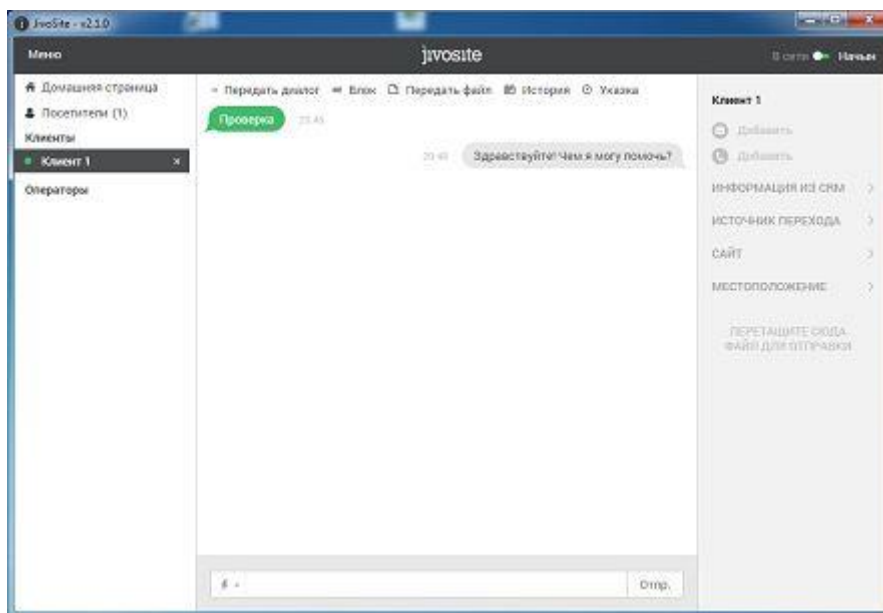 JivoSite - v2.1.0
Меню
jivosite
В сети
Начын
Домашняя страница
Посетители (1)
Клиенты
Клиент 1
×
Операторы
Передать диалог
Блок
Передать файл
История
Указка
Проверка
Здравствуйте! Чем я могу помочь?
Отпр.
Клиент 1
Добавить
Добавить
ИНФОРМАЦИЯ ИЗ CRM
ИСТОЧНИК ПЕРЕХОДА
САЙТ
МЕСТОПОЛОЖЕНИЕ
ПЕРЕТАЩИТЕ СЮДА
ФАЙЛ ДЛЯ ОТПРАВКИ